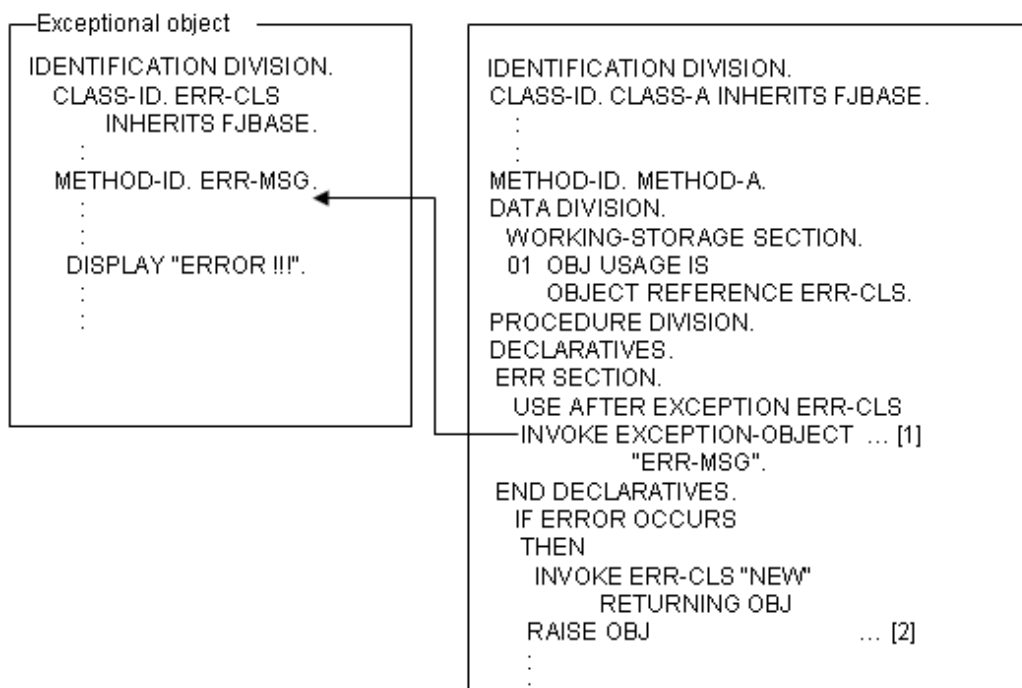 Exceptional object
IDENTIFICATION DIVISION.
CLASS-ID. ERR-CLS
INHERITS FJBASE.
:
METHOD-ID. ERR-MSG.
:
:
DISPLAY "ERROR !!!".
:
:
IDENTIFICATION DIVISION.
CLASS-ID. CLASS-A INHERITS FJBASE.
:
:
METHOD-ID. METHOD-A.
DATA DIVISION.
WORKING-STORAGE SECTION.
01 OBJ USAGE IS
OBJECT REFERENCE ERR-CLS.
PROCEDURE DIVISION.
DECLARATIVES.
ERR SECTION.
USE AFTER EXCEPTION ERR-CLS
INVOKE EXCEPTION-OBJECT ... [1]
"ERR-MSG".
END DECLARATIVES.
IF ERROR OCCURS
THEN
INVOKE ERR-CLS "NEW"
RETURNING OBJ
RAISE OBJ ... [2]
:
: